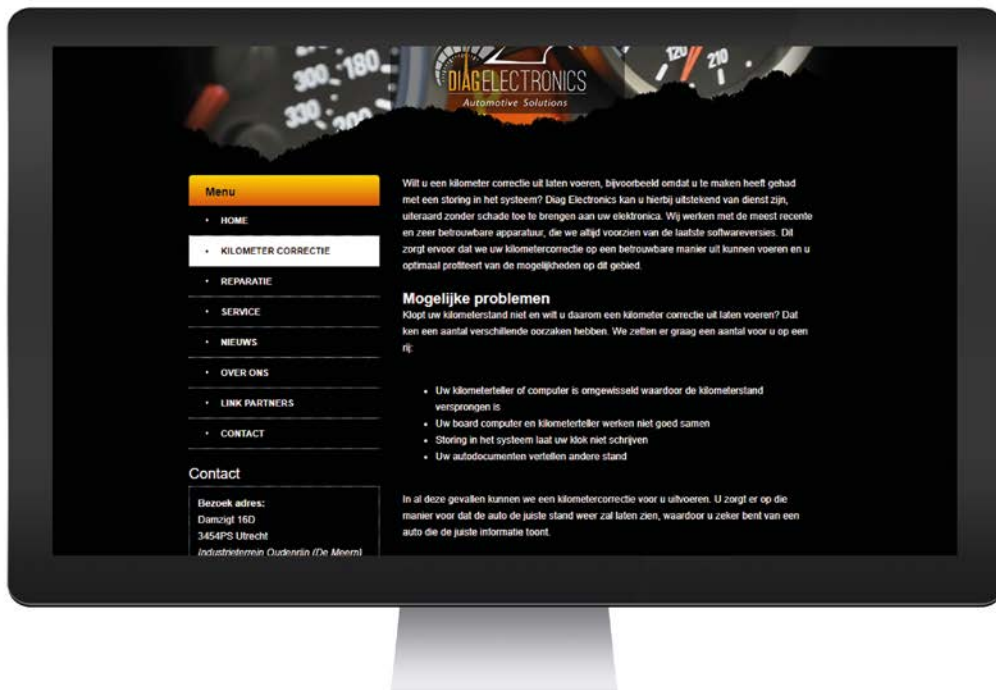 300 180
330 200
120 210
DIAGELECTRONICS
Automotive Solutions
Menu
HOME
KILOMETER CORRECTIE
REPARATIE
SERVICE
NIEUWS
OVER ONS
LINK PARTNERS
CONTACT
Contact
Bezoek adres:
Damzigt 16D
3454PS Utrecht
Industrieterrein Oudenrijn (De Meern)
Wilt u een kilometer correctie uit laten voeren, bijvoorbeeld omdat u te maken heeft gehad
met een storing in het systeem? Diag Electronics kan u hierbij uitstekend van dienst zijn,
uiteraard zonder schade toe te brengen aan uw elektronica. Wij werken met de meest recente
en zeer betrouwbare apparatuur, die we altijd voorzien van de laatste softwareversies. Dit
zorgt ervoor dat we uw kilometercorrectie op een betrouwbare manier uit kunnen voeren en u
optimaal profiteert van de mogelijkheden op dit gebied.
Mogelijke problemen
Klopt uw kilometerstand niet en wilt u daarom een kilometer correctie uit laten voeren? Dat
ken een aantal verschillende oorzaken hebben. We zetten er graag een aantal voor u op een
rij:
• Uw kilometerteller of computer is omgewisseld waardoor de kilometerstand
versprongen is
• Uw board computer en kilometerteller werken niet goed samen
• Storing in het systeem laat uw klok niet schrijven
• Uw autodocumenten vertellen andere stand
In al deze gevallen kunnen we een kilometercorrectie voor u uitvoeren. U zorgt er op die
manier voor dat de auto de juiste stand weer zal laten zien, waardoor u zeker bent van een
auto die de juiste informatie toont.